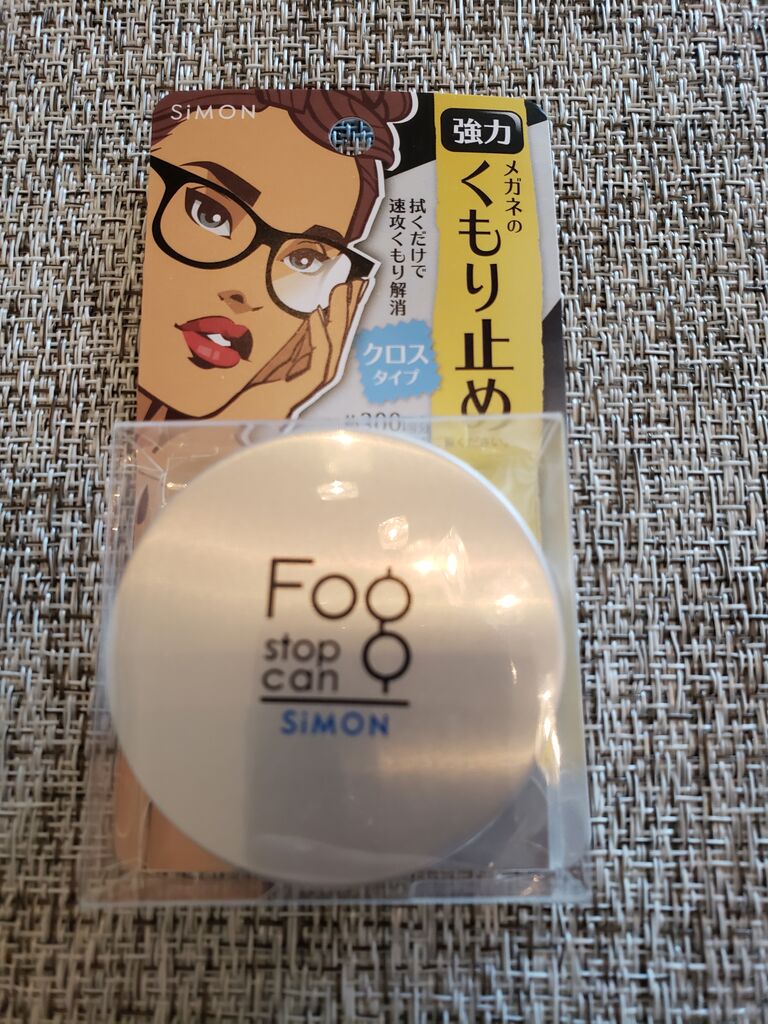 SiMON
強力
メガネの
くもり止め
拭くだけで
速攻くもり解消
クロス
タイプ
Fog
stop
can
SiMON